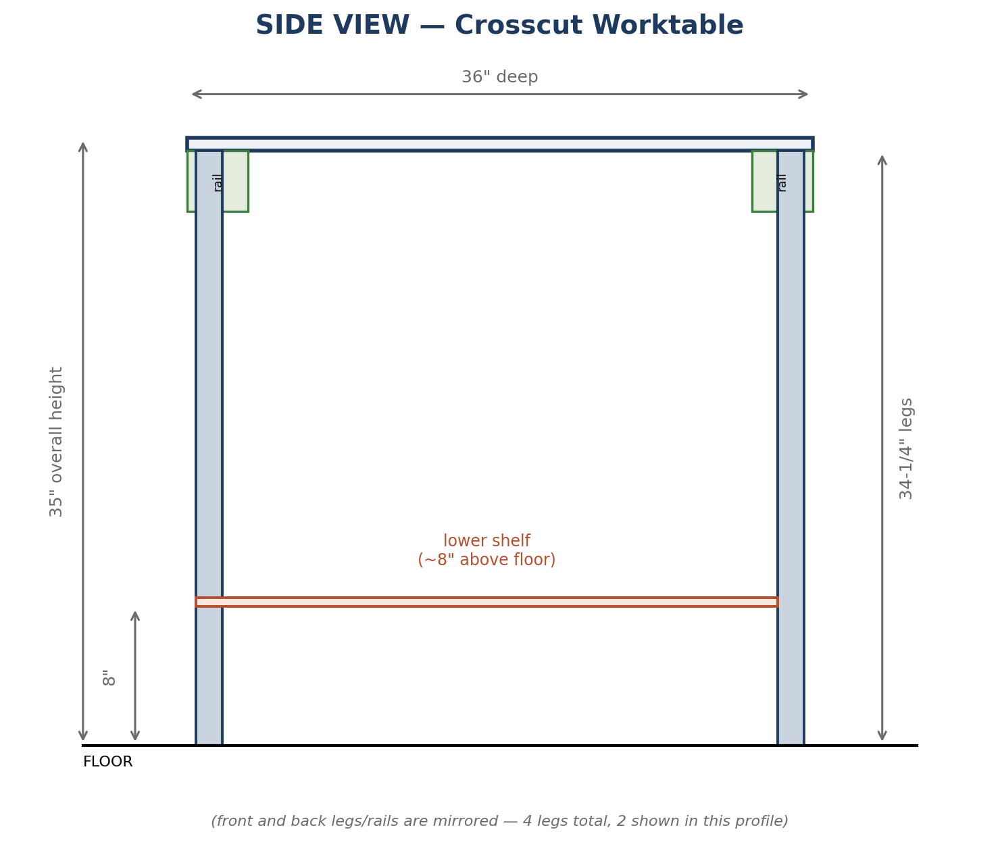 SIDE VIEW — Crosscut Worktable
36" deep
rail
rail
35" overall height
34-1/4" legs
lower shelf
(~8" above floor)
8"
FLOOR
(front and back legs/rails are mirrored — 4 legs total, 2 shown in this profile)